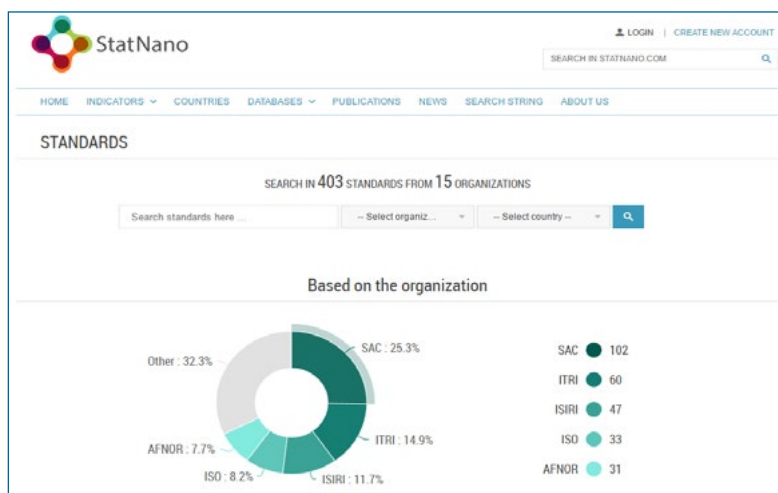 StatNano
LOGIN | CREATE NEW ACCOUNT
SEARCH IN STATNANO.COM
HOME INDICATORS COUNTRIES DATABASES PUBLICATIONS NEWS SEARCH STRING ABOUT US
STANDARDS
SEARCH IN 403 STANDARDS FROM 15 ORGANIZATIONS
Search standards here ... -- Select organiz... -- Select country --
Based on the organization
Other : 32.3%
SAC : 25.3%
ITRI : 14.9%
ISIRI : 11.7%
ISO : 8.2%
AFNOR : 7.7%
SAC 102
ITRI 60
ISIRI 47
ISO 33
AFNOR 31